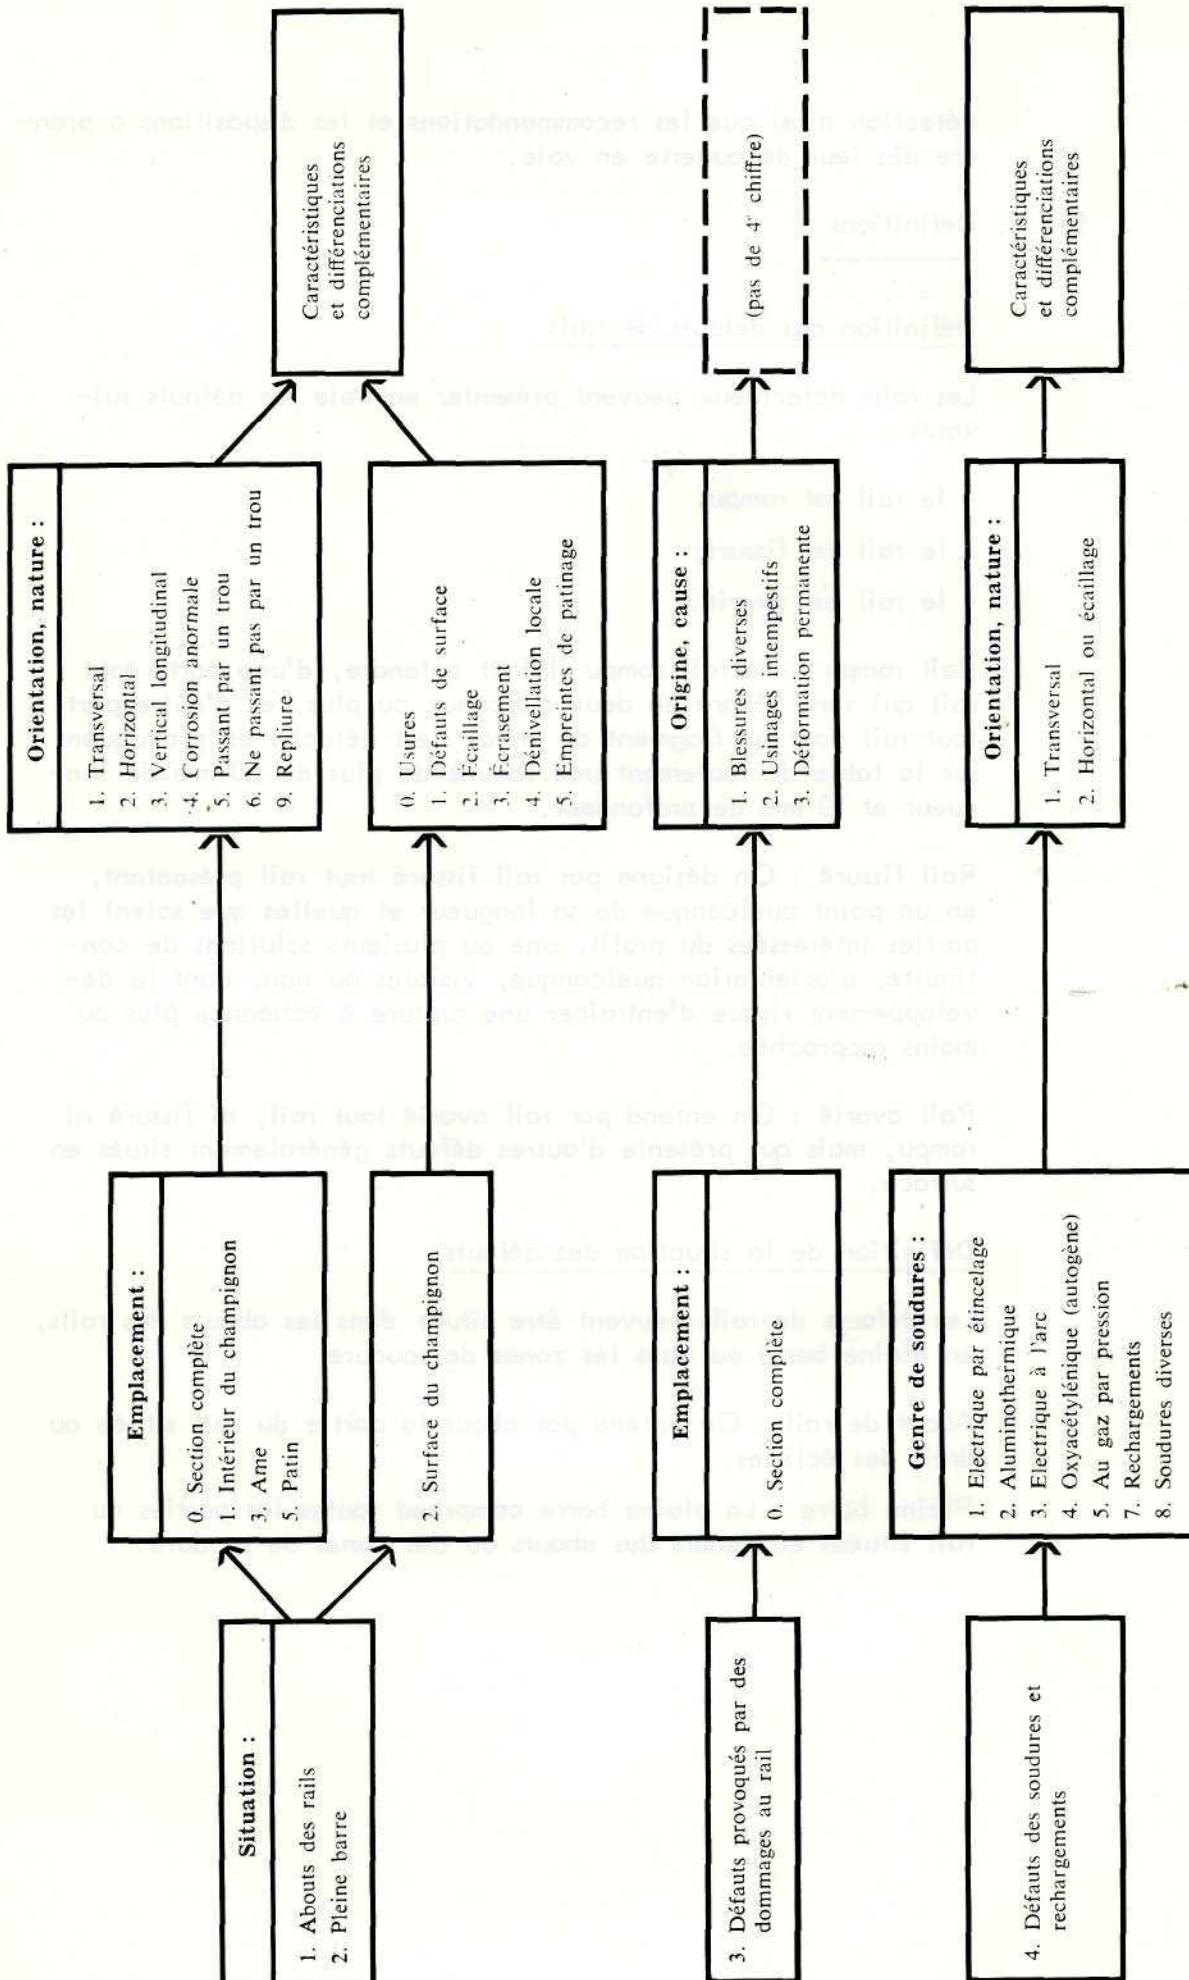 Situation :
1. Abouts des rails
2. Pleine barre
Emplacement :
0. Section complète
1. Intérieur du champignon
3. Ame
5. Patin
2. Surface du champignon
Orientation, nature :
1. Transversal
2. Horizontal
3. Vertical longitudinal
4. Corrosion anormale
5. Passant par un trou
6. Ne passant pas par un trou
9. Repliure
0. Usures
1. Défauts de surface
2. Ecaillage
3. Ecrasement
4. Dénivellation locale
5. Empreintes de patinage
Caractéristiques
et différenciations
complémentaires
3. Défauts provoqués par des
dommages au rail
Emplacement :
0. Section complète
Origine, cause :
1. Blessures diverses
2. Usinages intempestifs
3. Déformation permanente
(pas de 4e chiffre)
4. Défauts des soudures et
rechargements
Genre de soudures :
1. Electrique par étincelage
2. Aluminothermique
3. Electrique à l'arc
4. Oxyacétylénique (autogène)
5. Au gaz par pression
7. Rechargements
8. Soudures diverses
Orientation, nature :
1. Transversal
2. Horizontal ou écaillage
Caractéristiques
et différenciations
complémentaires